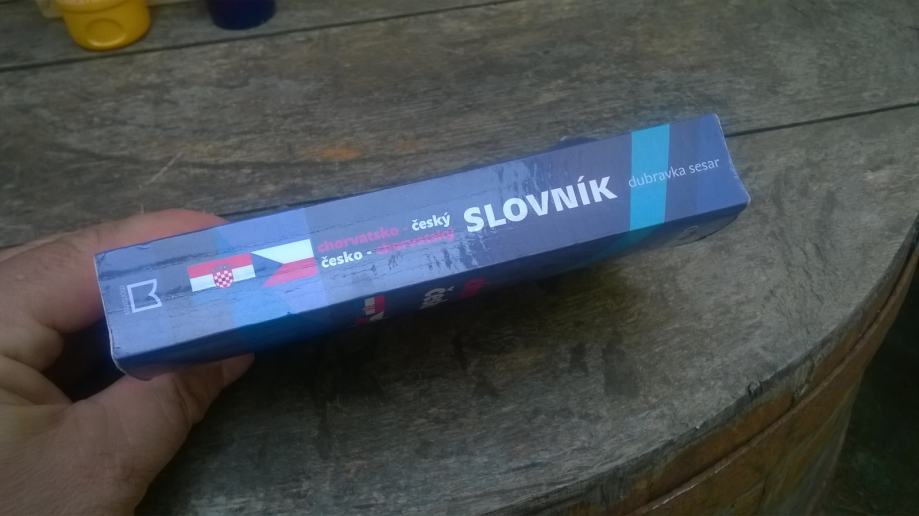 chorvatsko - český
česko - chorvatský
SLOVNÍK
dubravka sesar